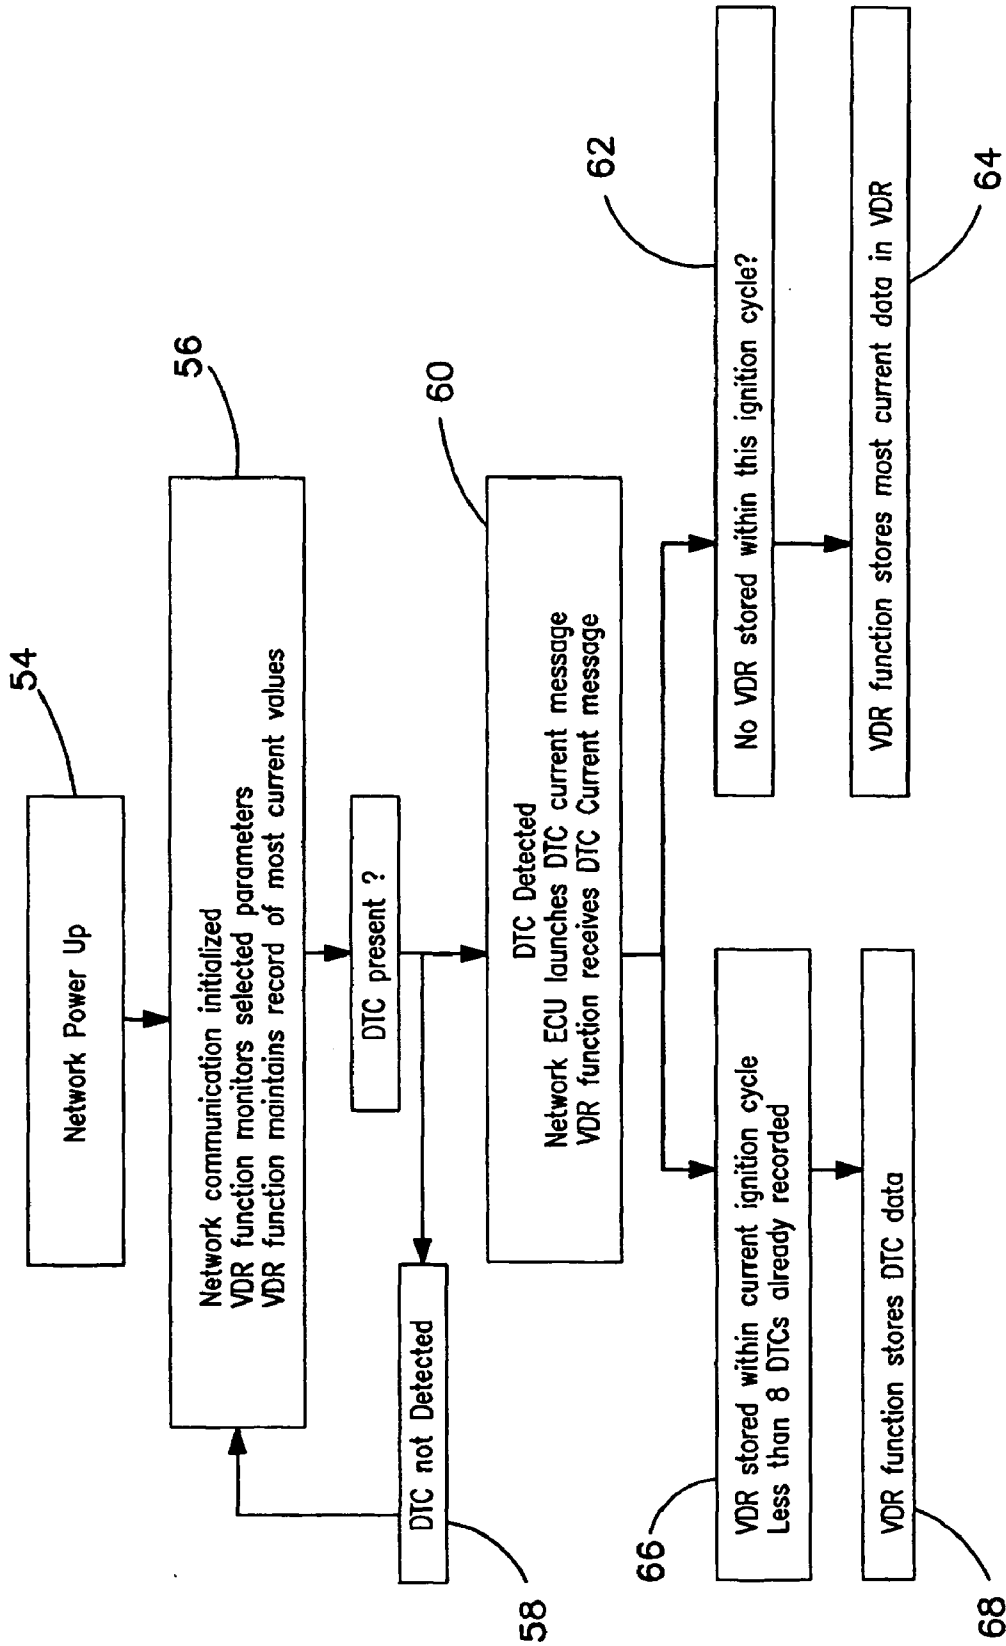 54
Network Power Up
56
Network communication initialized
VDR function monitors selected parameters
VDR function maintains record of most current values
DTC present ?
DTC not Detected
58
60
DTC Detected
Network ECU launches DTC current message
VDR function receives DTC Current message
66
VDR stored within current ignition cycle
Less than 8 DTCs already recorded
62
No VDR stored within this ignition cycle?
VDR function stores DTC data
68
VDR function stores most current data in VDR
64